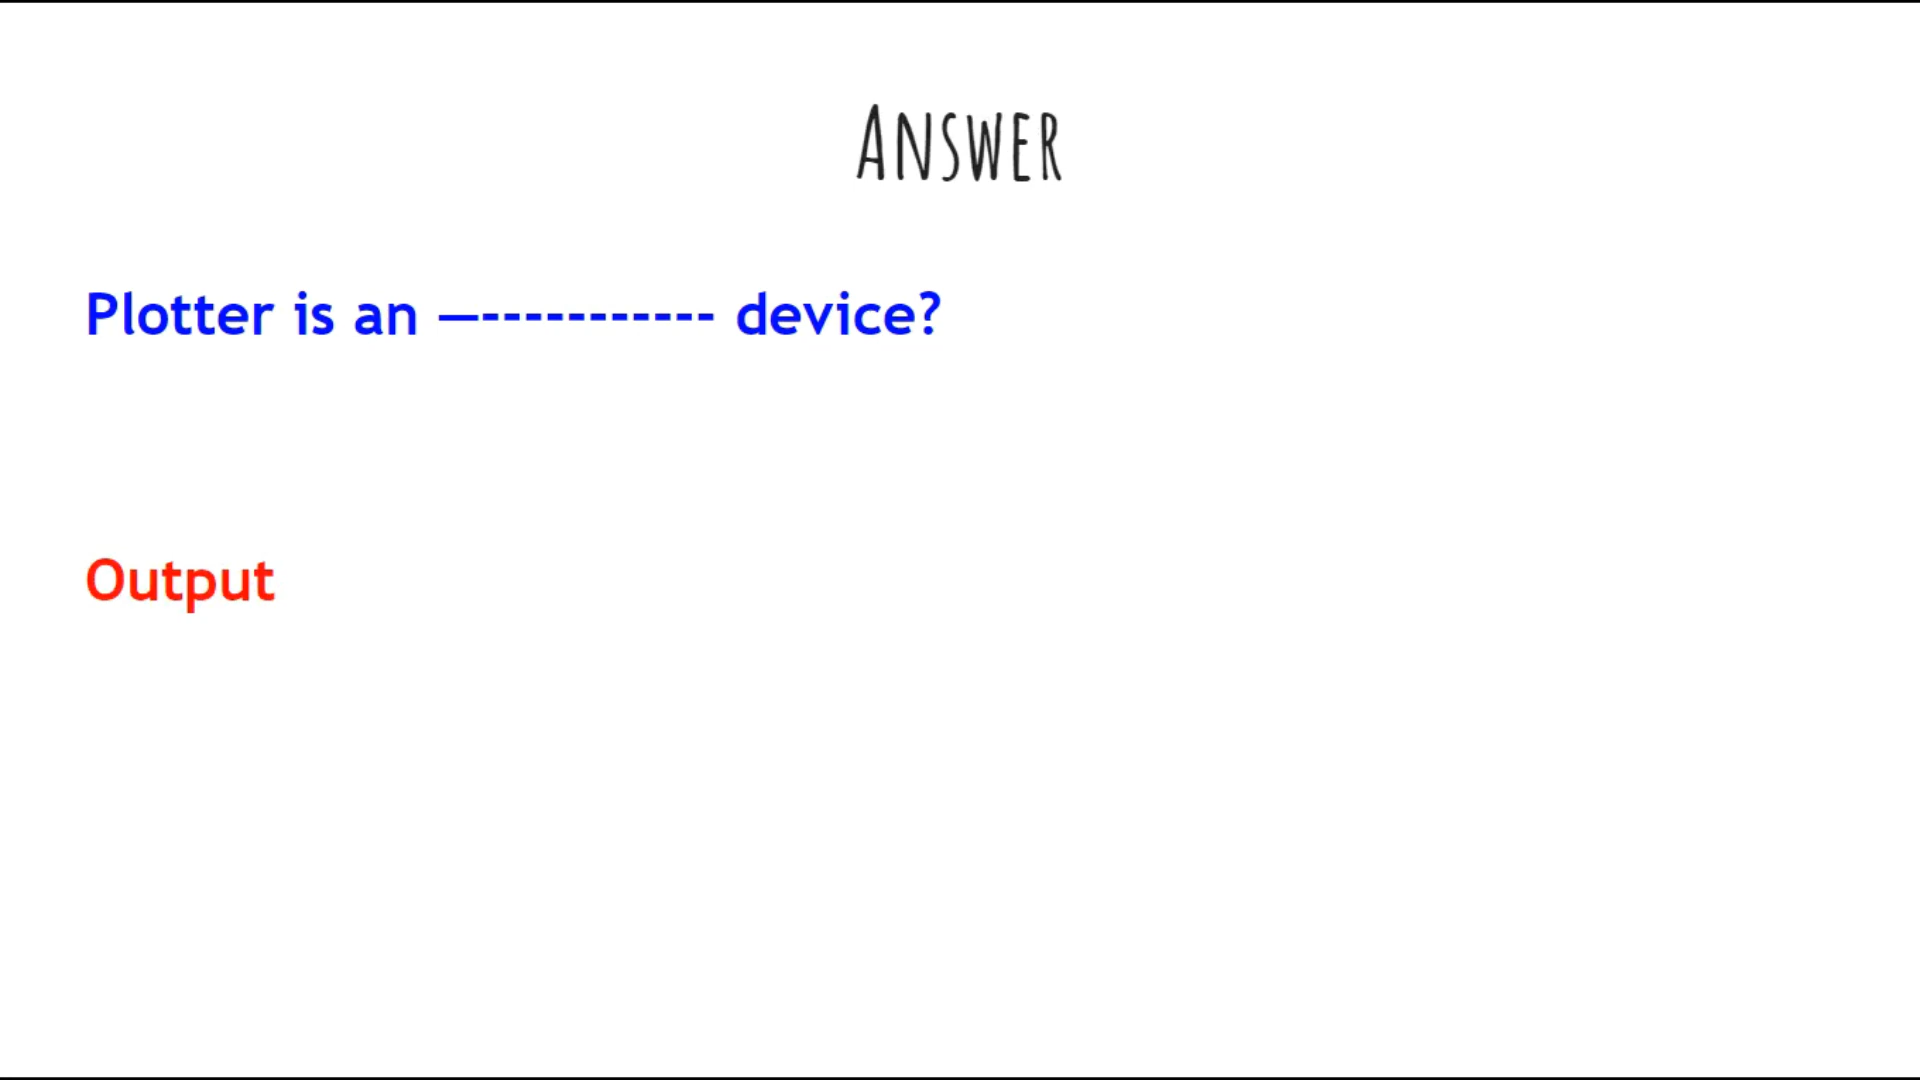 Answer
Plotter is an —----------- device?
Output